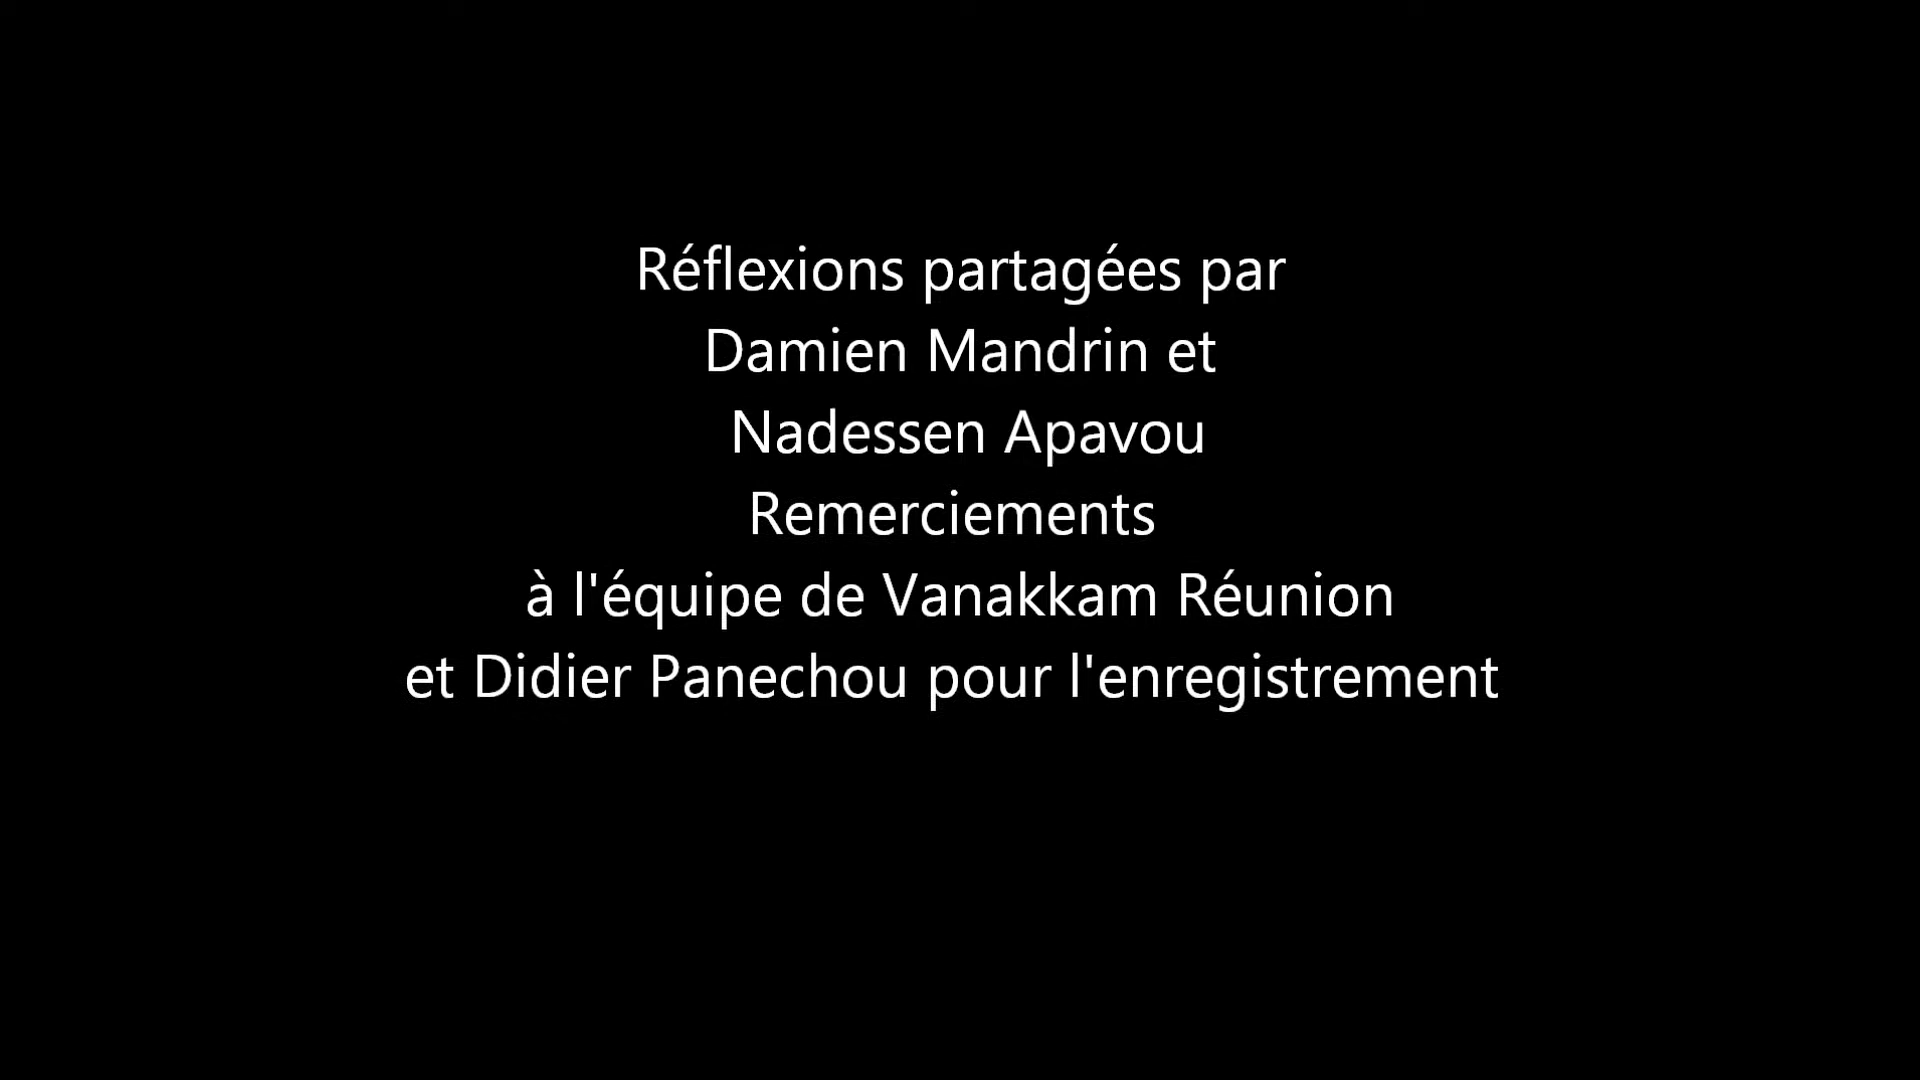 Réflexions partagées par
Damien Mandrin et
Nadessen Apavou
Remerciements
à l'équipe de Vanakkam Réunion
et Didier Panechou pour l'enregistrement